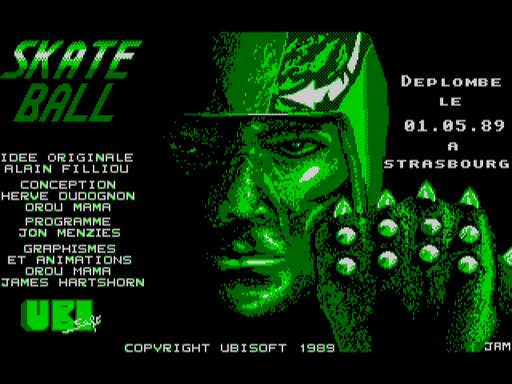 SKATE
BALL
IDEE ORIGINALE
ALAIN FILLIOU
CONCEPTION
HERVE DUDOGNON
OROU MAMA
PROGRAMME
JON MENZIES
GRAPHISMES
ET ANIMATIONS
OROU MAMA
JAMES HARTSHORN
UBI
Soft
DEPLOMBE
LE
01.05.89
A
STRASBOURG
COPYRIGHT UBISOFT 1989
JAM